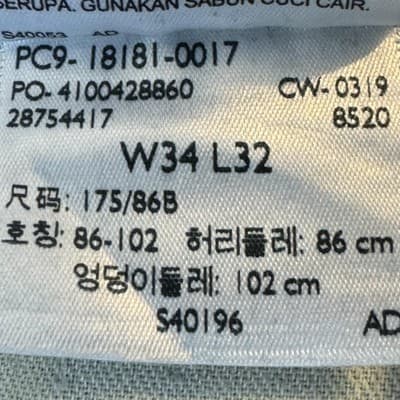 SERUPA. GUNAKAN SABUN CUCI CAIR.
S40053 AD
PC9- 18181-0017
PO- 4100428860 CW- 0319
28754417 8520
W34 L32
尺码: 175/86B
호칭: 86-102 허리둘레: 86 cm
엉덩이둘레: 102 cm
S40196 AD